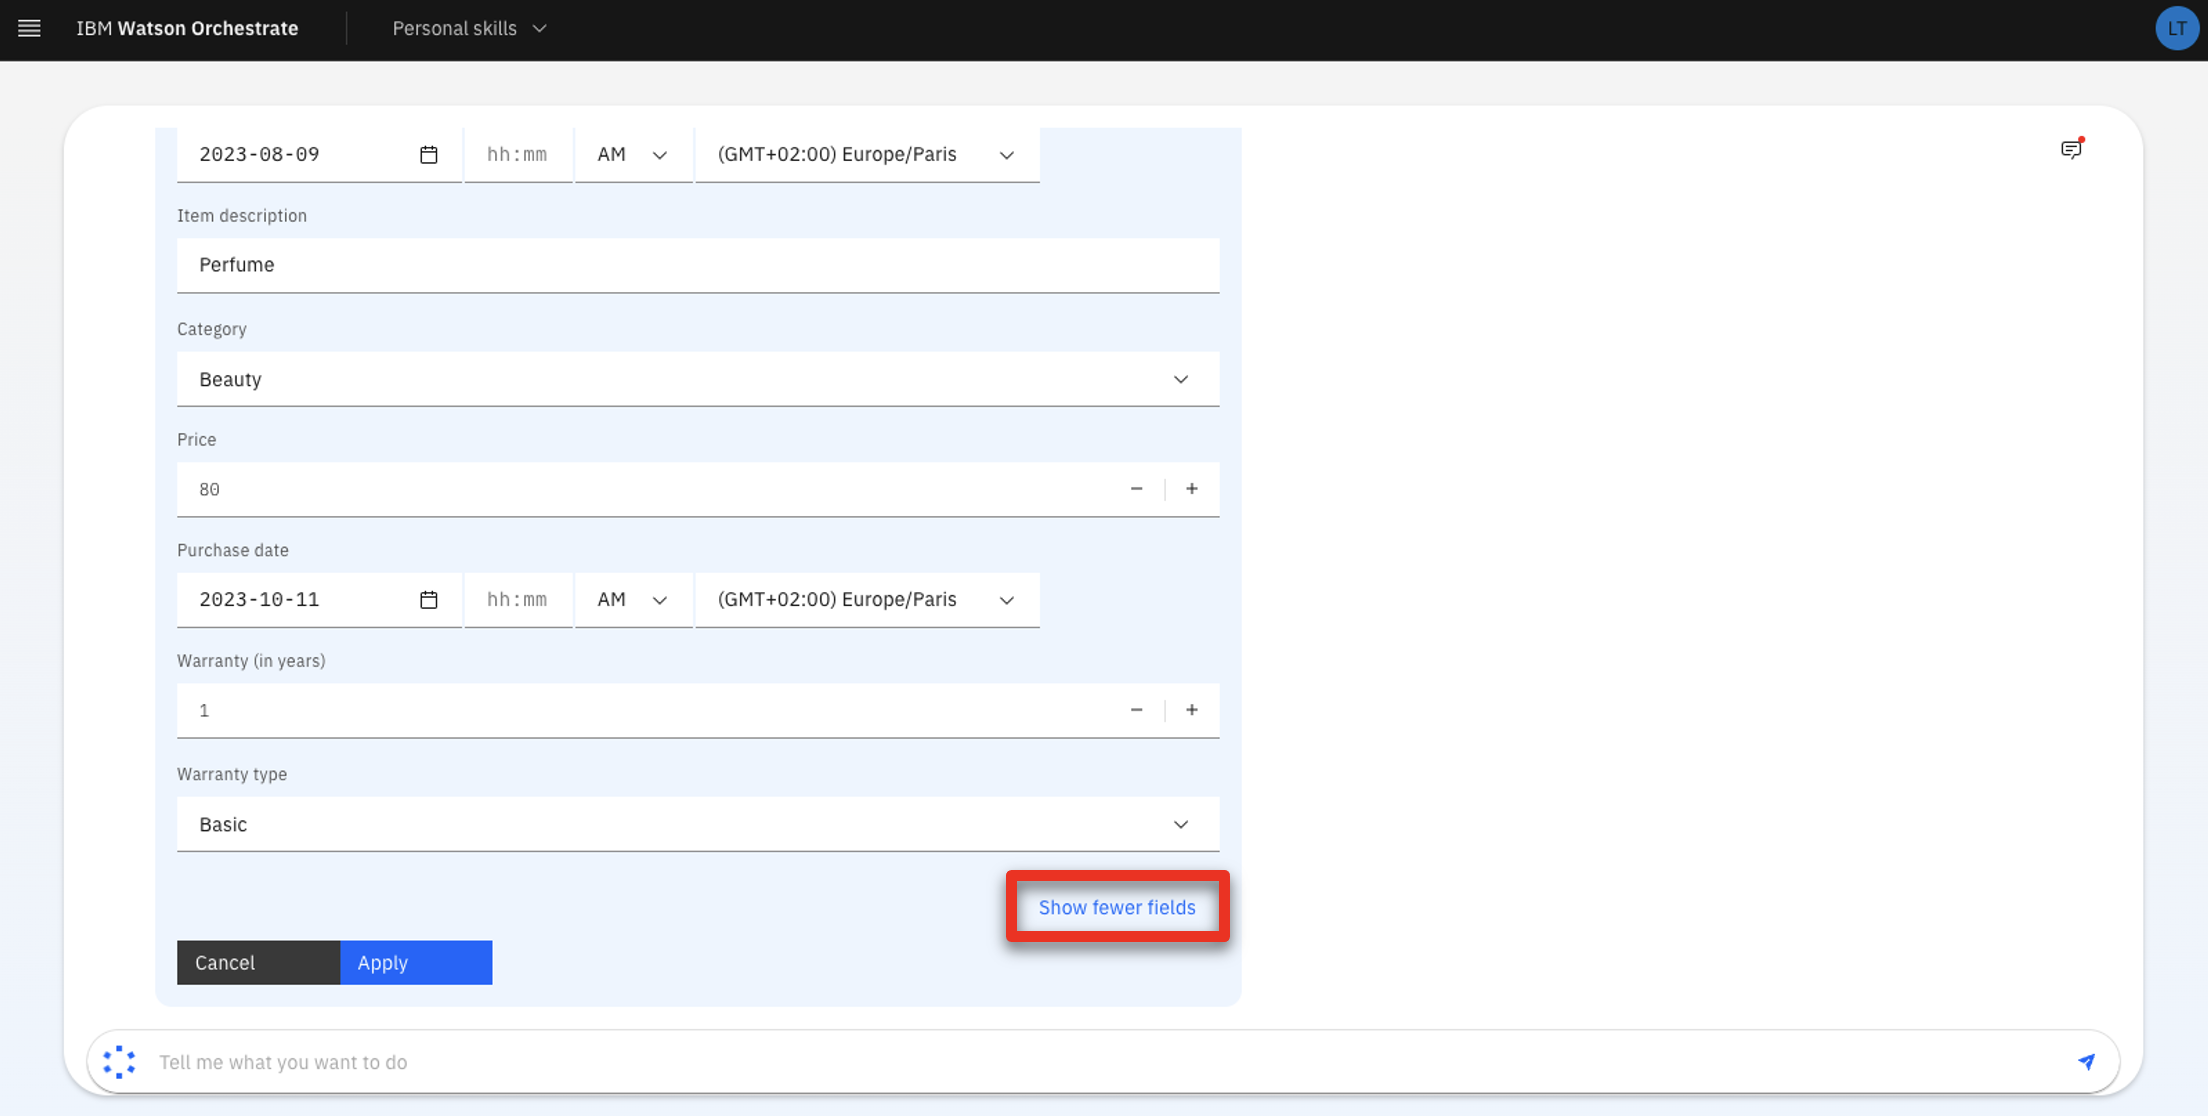 IBM Watson Orchestrate
Personal skills
LT
2023-08-09 hh:mm AM (GMT+02:00) Europe/Paris
Item description
Perfume
Category
Beauty
Price
80
Purchase date
2023-10-11 hh:mm AM (GMT+02:00) Europe/Paris
Warranty (in years)
1
Warranty type
Basic
Show fewer fields
Cancel Apply
Tell me what you want to do